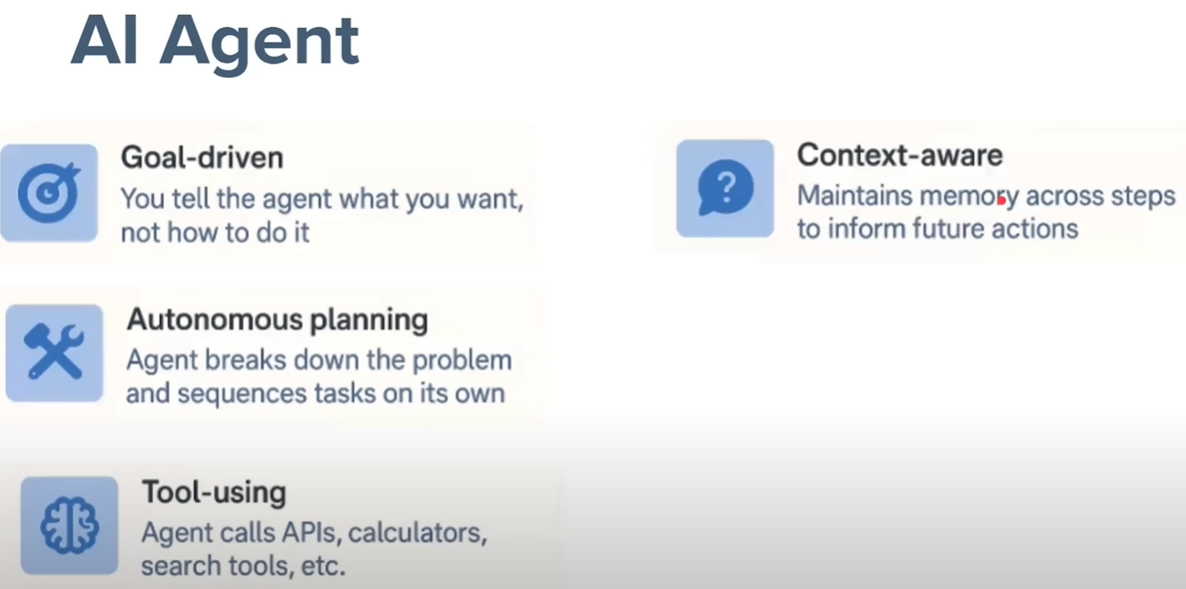 AI Agent
Goal-driven
You tell the agent what you want,
not how to do it
Autonomous planning
Agent breaks down the problem
and sequences tasks on its own
Tool-using
Agent calls APIs, calculators,
search tools, etc.
Context-aware
Maintains memory across steps
to inform future actions